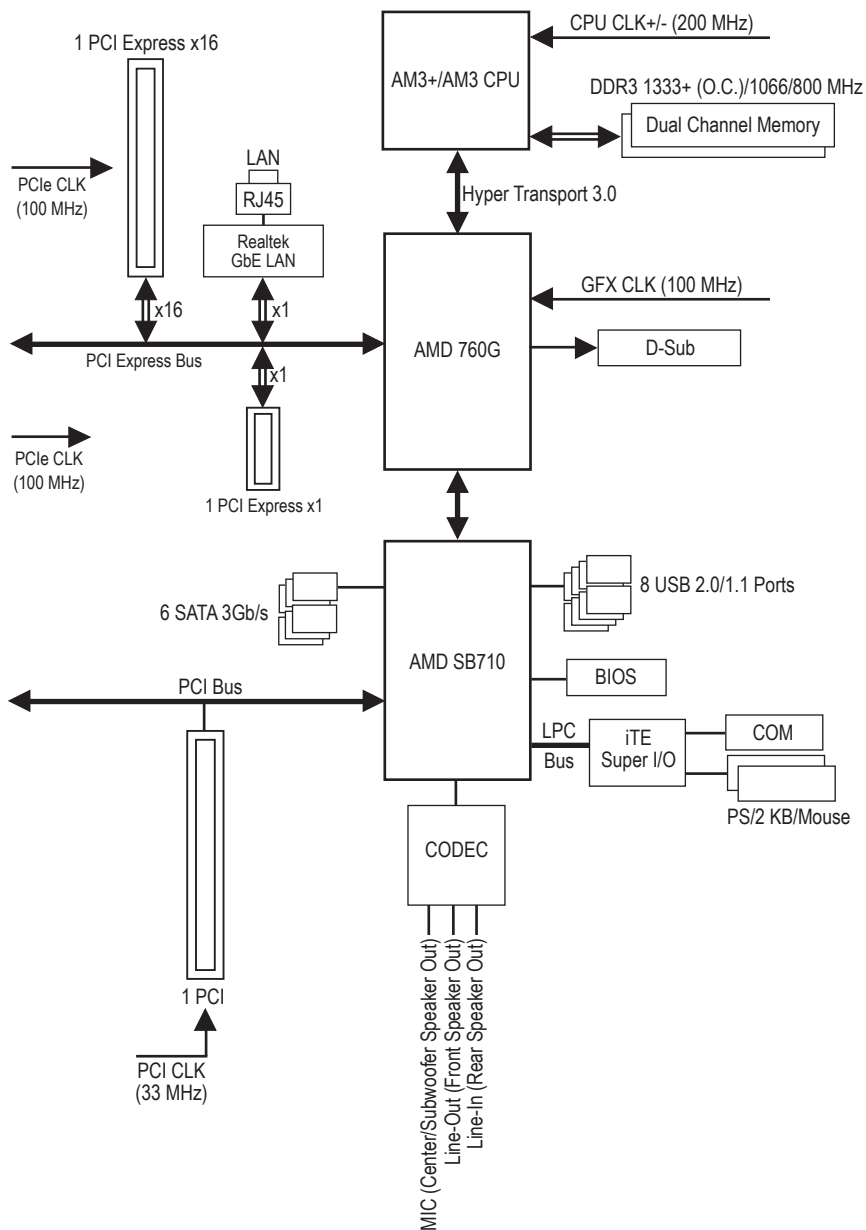 CPU CLK+/- (200 MHz)
1 PCI Express x16
AM3+/AM3 CPU
DDR3 1333+ (O.C.)/1066/800 MHz
Dual Channel Memory
LAN
RJ45
PCIe CLK
(100 MHz)
Hyper Transport 3.0
Realtek
GbE LAN
GFX CLK (100 MHz)
x16
x1
AMD 760G
D-Sub
PCI Express Bus
x1
PCIe CLK
(100 MHz)
1 PCI Express x1
8 USB 2.0/1.1 Ports
6 SATA 3Gb/s
AMD SB710
BIOS
PCI Bus
LPC
Bus
iTE
Super I/O
COM
PS/2 KB/Mouse
CODEC
1 PCI
PCI CLK
(33 MHz)
MIC (Center/Subwoofer Speaker Out)
Line-Out (Front Speaker Out)
Line-In (Rear Speaker Out)